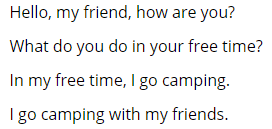 Hello, my friend, how are you?
What do you do in your free time?
In my free time, I go camping.
I go camping with my friends.